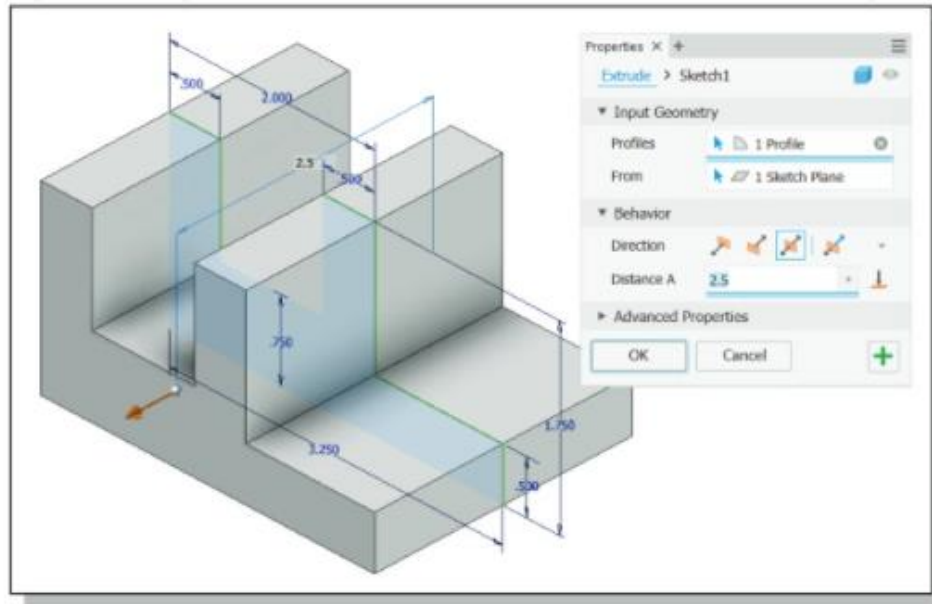 .500
2.000
2.5
.500
.750
3.250
1.750
.500
Properties × +
Extrude > Sketch1
Input Geometry
Profiles 1 Profile
From 1 Sketch Plane
Behavior
Direction
Distance A 2.5
Advanced Properties
OK Cancel